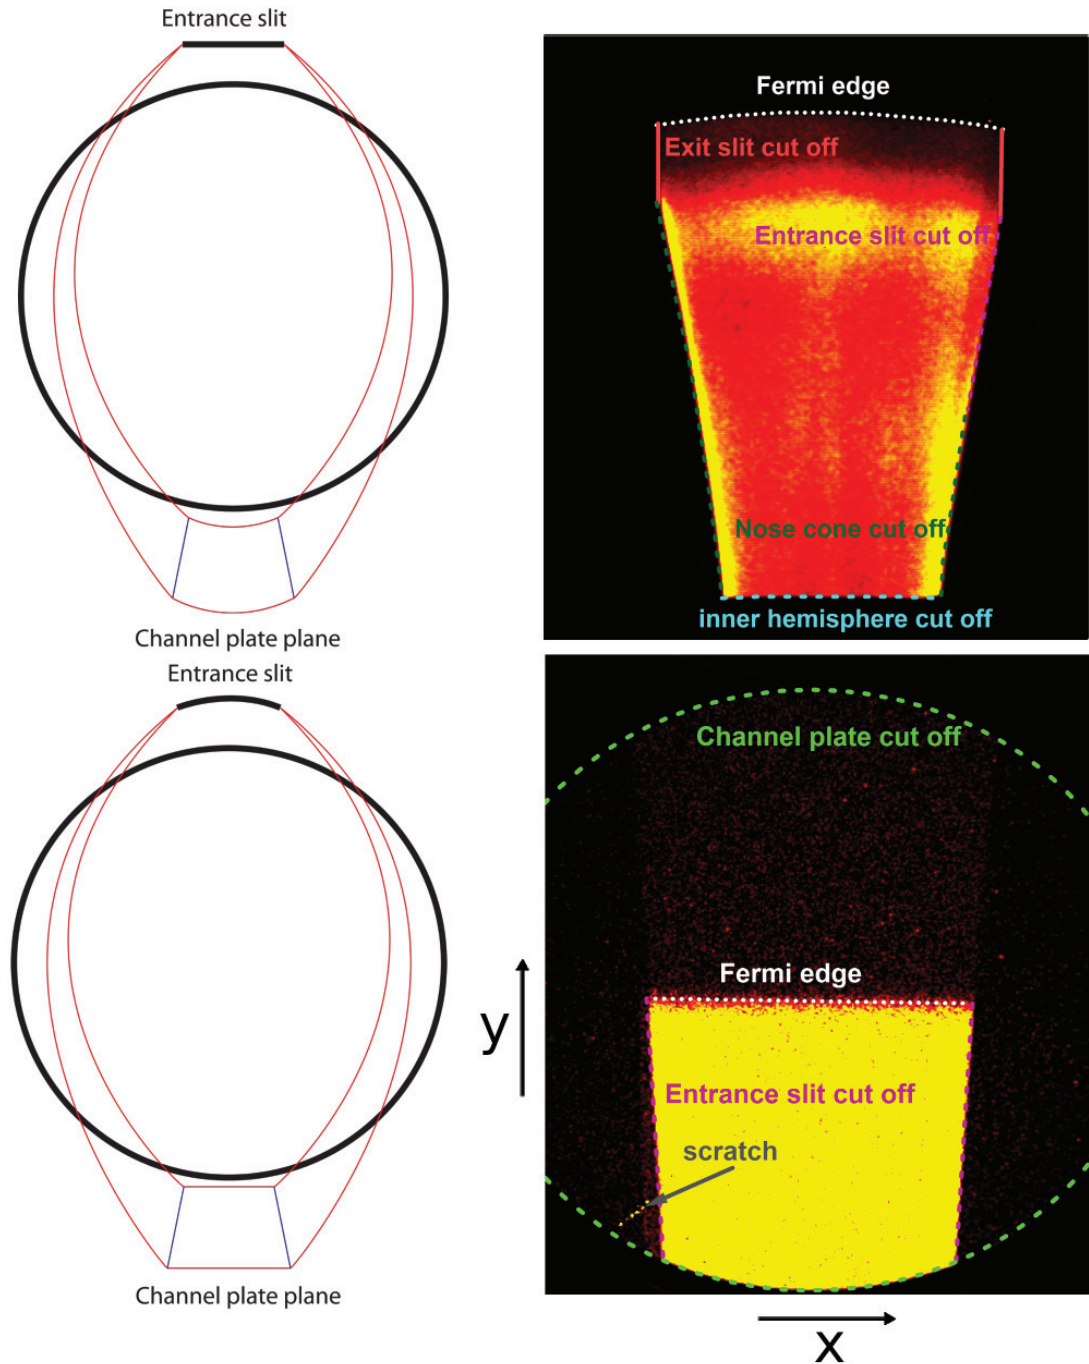 Entrance slit
Channel plate plane
Fermi edge
Exit slit cut off
Entrance slit cut off
Nose cone cut off
inner hemisphere cut off
Entrance slit
Channel plate plane
Channel plate cut off
Fermi edge
Entrance slit cut off
scratch
y
x